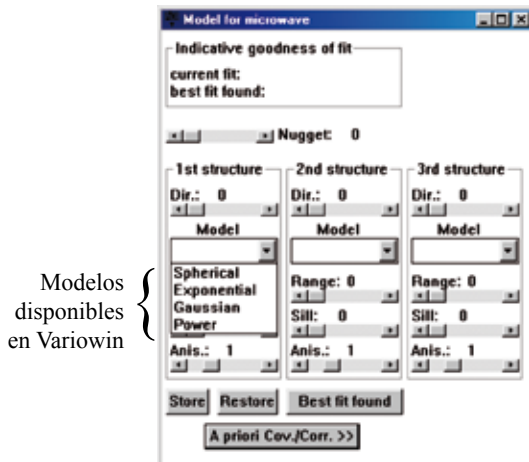 Model for microwave
Indicative goodness of fit
current fit:
best fit found:
Nugget: 0
1st structure
Dir.: 0
Model
Spherical
Exponential
Gaussian
Power
Anis.: 1
2nd structure
Dir.: 0
Model
Range: 0
Sill: 0
Anis.: 1
3rd structure
Dir.: 0
Model
Range: 0
Sill: 0
Anis.: 1
Modelos
disponibles
en Variowin
Store Restore Best fit found
A priori Cov./Corr. >>